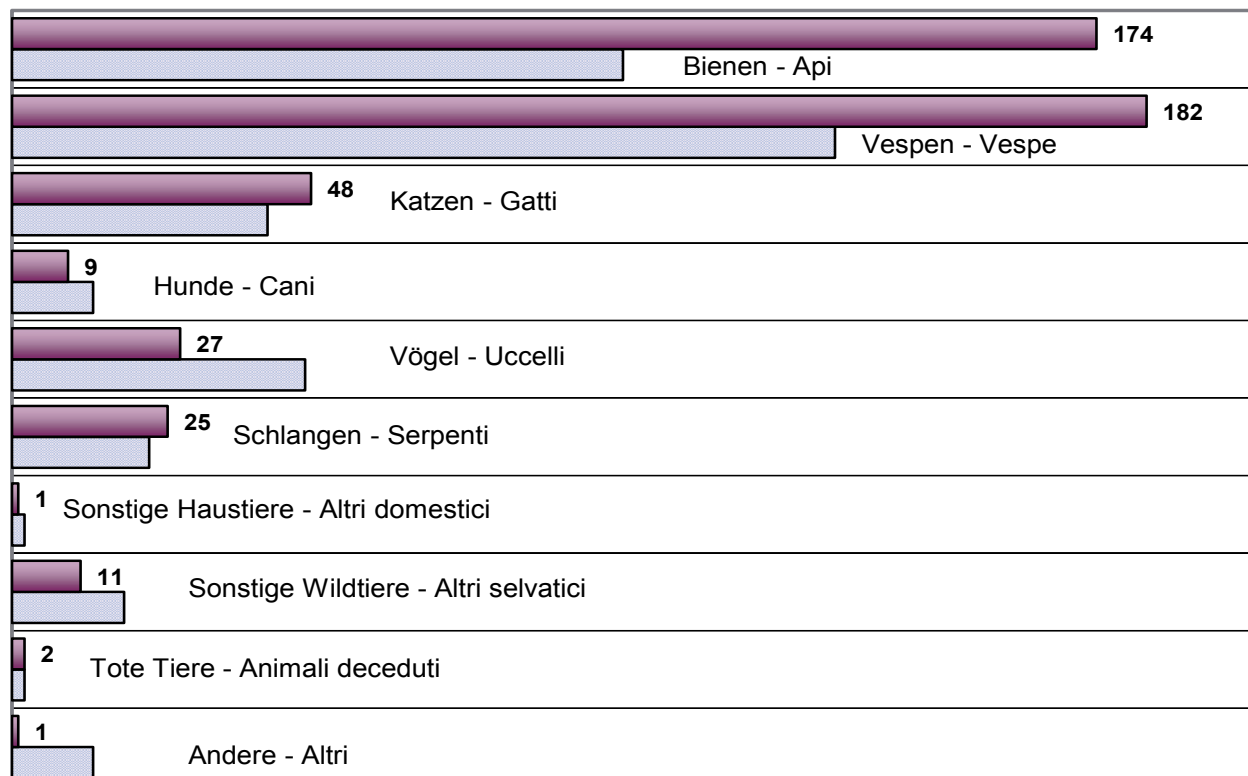 174
Bienen - Api
182
Vespen - Vespe
48
Katzen - Gatti
9
Hunde - Cani
27
Vögel - Uccelli
25
Schlangen - Serpenti
1
Sonstige Haustiere - Altri domestici
11
Sonstige Wildtiere - Altri selvatici
2
Tote Tiere - Animali deceduti
1
Andere - Altri